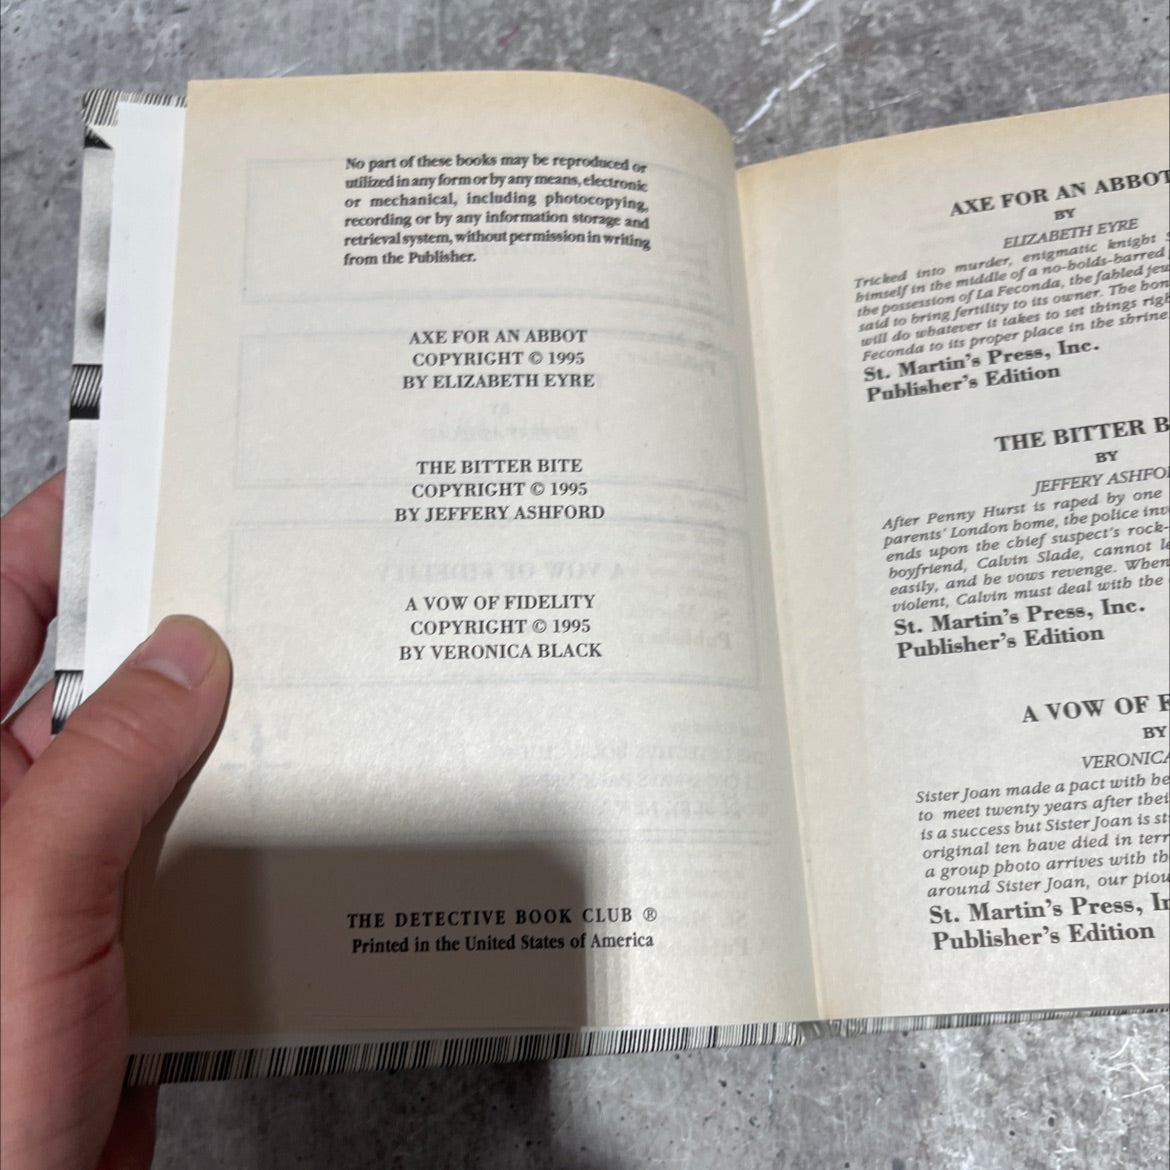 No part of these books may be reproduced or
utilized in any form or by any means, electronic
or mechanical, including photocopying,
recording or by any information storage and
retrieval system, without permission in writing
from the Publisher.
AXE FOR AN ABBOT
COPYRIGHT © 1995
BY ELIZABETH EYRE
THE BITTER BITE
COPYRIGHT © 1995
BY JEFFERY ASHFORD
A VOW OF FIDELITY
COPYRIGHT © 1995
BY VERONICA BLACK
THE DETECTIVE BOOK CLUB ®
Printed in the United States of America
AXE FOR AN ABBOT
BY
ELIZABETH EYRE
Tricked into murder, enigmatic knight
himself in the middle of a no-bolds-barred
the possession of La Feconda, the fabled
said to bring fertility to its owner. The
will do whatever it takes to set things
Feconda to its proper place in the shrine
St. Martin's Press, Inc.
Publisher's Edition
THE BITTER B
BY
JEFFERY ASHFO
After Penny Hurst is raped by one
parents' London home, the police
ends upon the chief suspect's rock-
boyfriend, Calvin Slade, cannot
easily, and he vows revenge. When
violent, Calvin must deal with the
St. Martin's Press, Inc.
Publisher's Edition
A VOW OF F
BY
VERONICA
Sister Joan made a pact with
to meet twenty years after
is a success but Sister Joan is
original ten have died in
a group photo arrives with
around Sister Joan, our
St. Martin's Press, In
Publisher's Edition